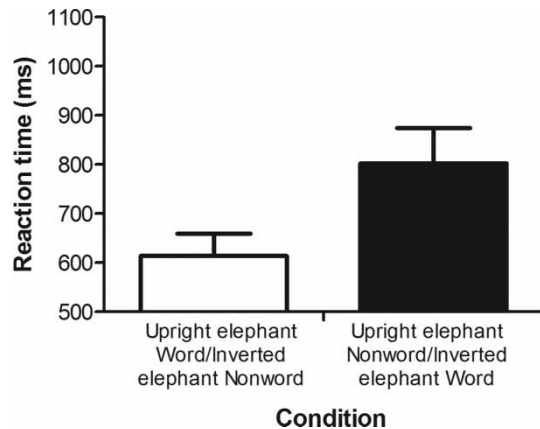 1100
1000
900
800
700
600
500
Reaction time (ms)
Upright elephant
Word/Inverted
elephant Nonword
Upright elephant
Nonword/Inverted
elephant Word
Condition